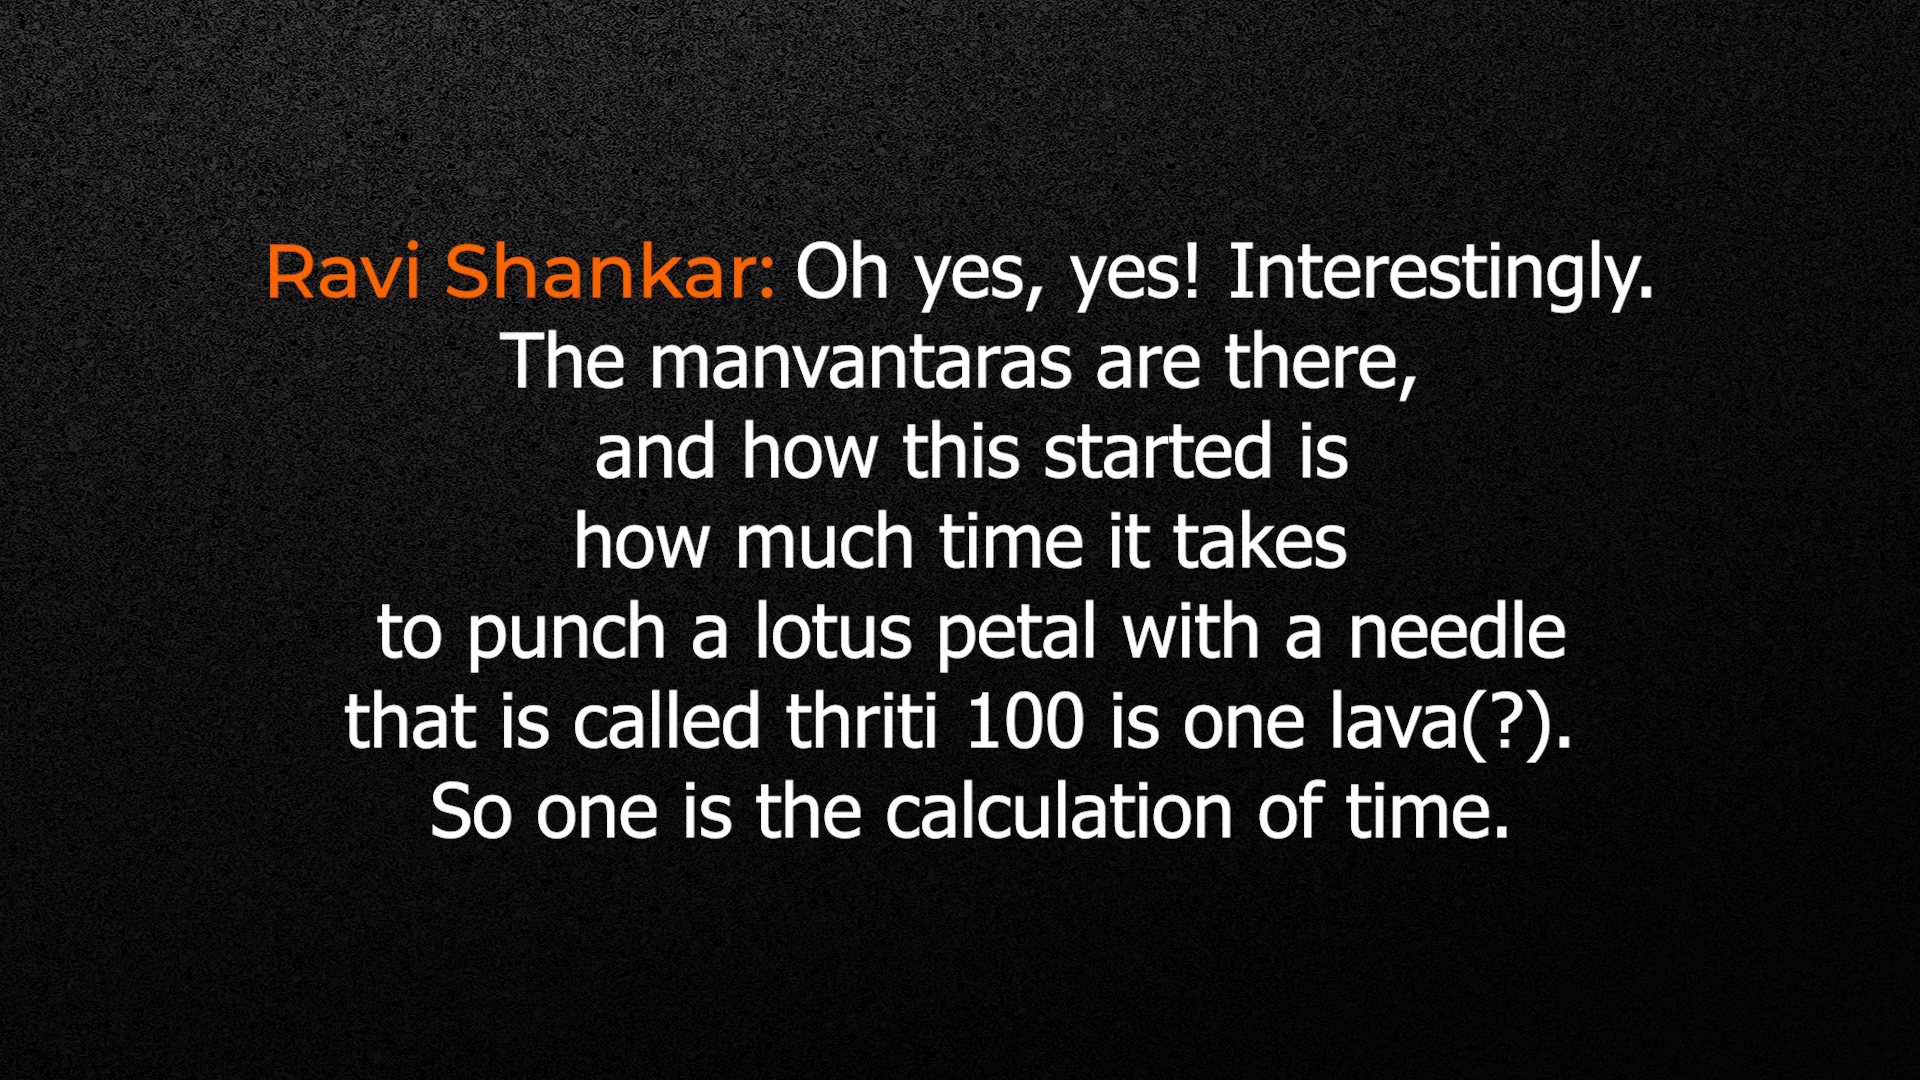 Ravi Shankar: Oh yes, yes! Interestingly.
The manvantaras are there,
and how this started is
how much time it takes
to punch a lotus petal with a needle
that is called thriti 100 is one lava(?).
So one is the calculation of time.